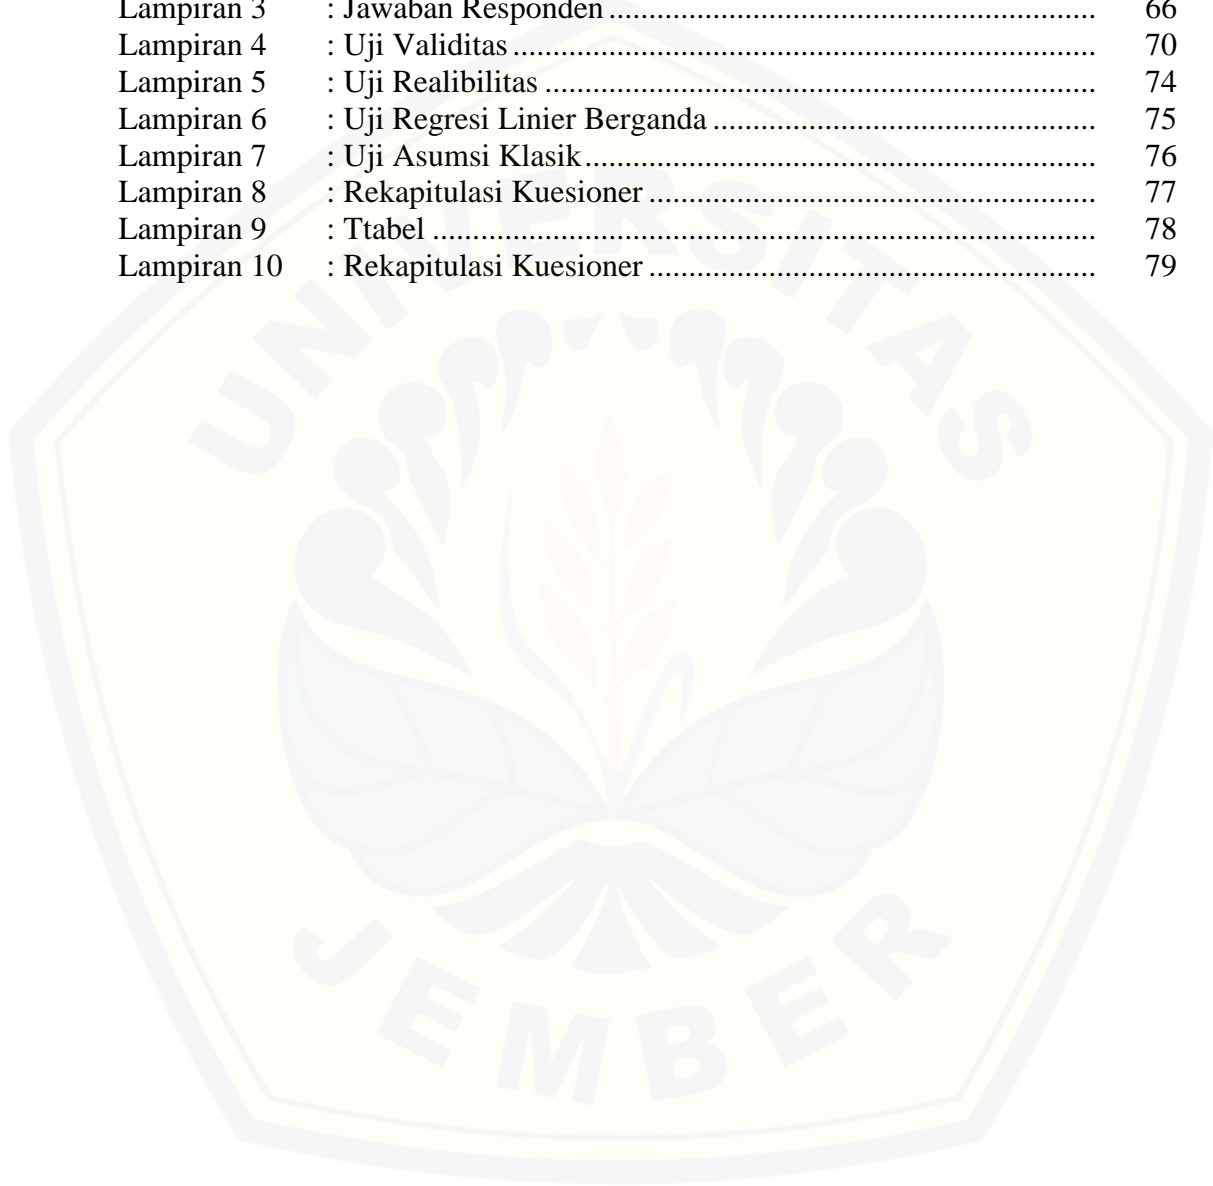 Lampiran 3 : Jawaban Responden ............................................................. 66
Lampiran 4 : Uji Validitas ......................................................................... 70
Lampiran 5 : Uji Realibilitas ..................................................................... 74
Lampiran 6 : Uji Regresi Linier Berganda ................................................ 75
Lampiran 7 : Uji Asumsi Klasik ................................................................ 76
Lampiran 8 : Rekapitulasi Kuesioner ........................................................ 77
Lampiran 9 : Ttabel ................................................................................... 78
Lampiran 10 : Rekapitulasi Kuesioner ........................................................ 79
UNIVERSITAS
JEMBER